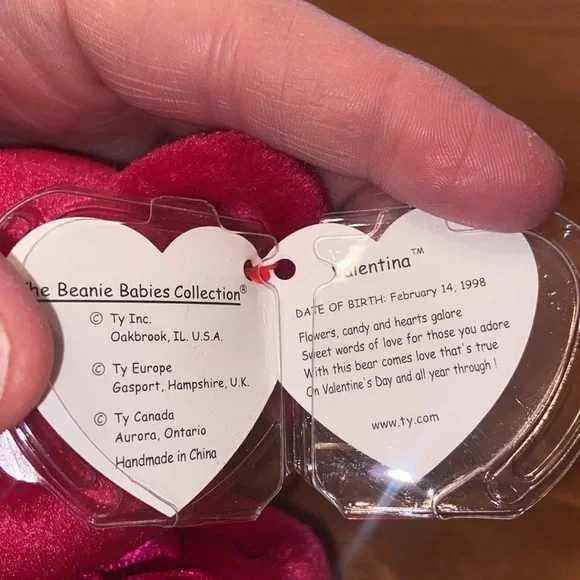 The Beanie Babies Collection®
© Ty Inc.
Oakbrook, IL. U.S.A.
© Ty Europe
Gasport, Hampshire, U.K.
© Ty Canada
Aurora, Ontario
Handmade in China
Valentina™
DATE OF BIRTH: February 14, 1998
Flowers, candy and hearts galore
Sweet words of love for those you adore
With this bear comes love that's true
On Valentine's Day and all year through !
www.ty.com